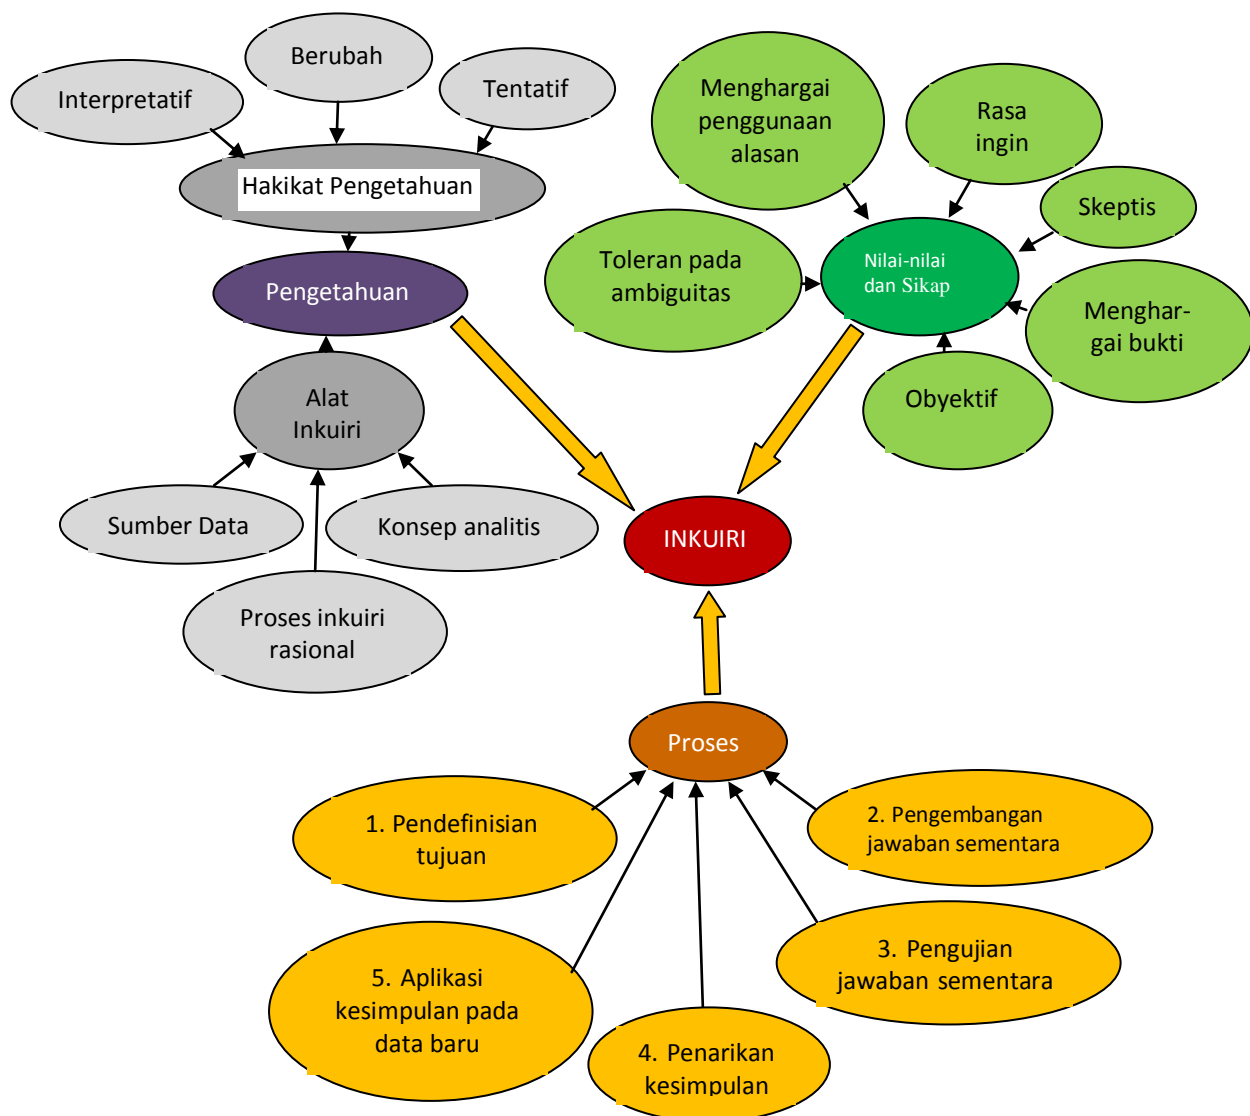 Berubah
Interpretatif
Tentatif
Hakikat Pengetahuan
Pengetahuan
Alat
Inkuiri
Sumber Data
Konsep analitis
Proses inkuiri
rasional
Menghargai
penggunaan
alasan
Rasa
ingin
Skeptis
Toleran pada
ambiguitas
Nilai-nilai
dan Sikap
Menghar-
gai bukti
Obyektif
INKUIRI
Proses
1. Pendefinisian
tujuan
2. Pengembangan
jawaban sementara
3. Pengujian
jawaban sementara
4. Penarikan
kesimpulan
5. Aplikasi
kesimpulan pada
data baru